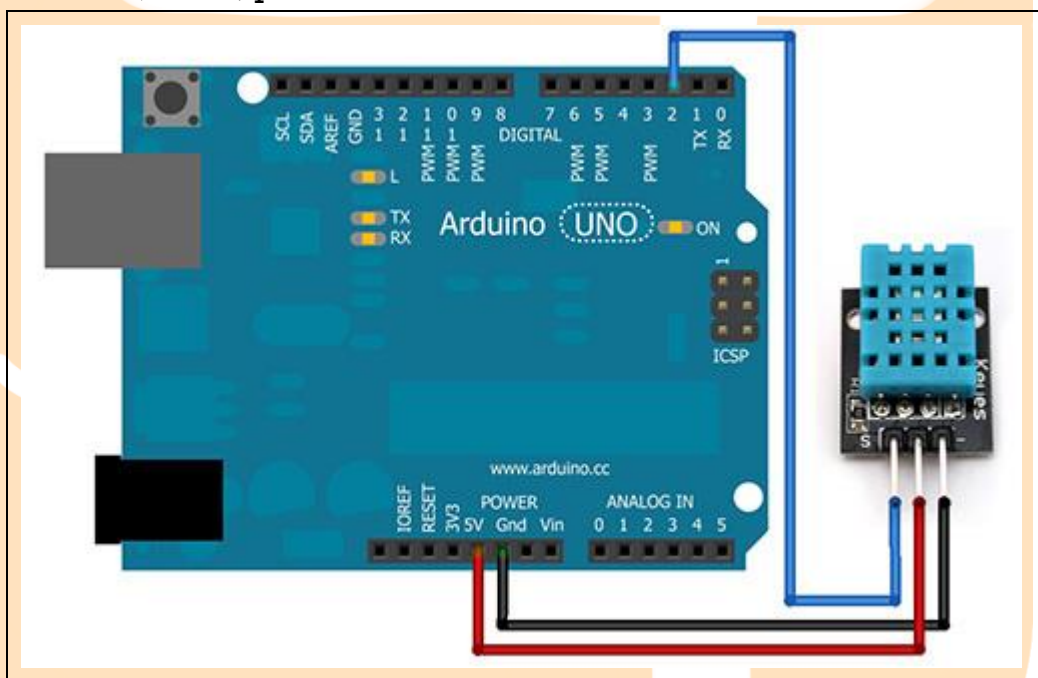 SCL SDA AREF GND 13 12 PWM 11 PWM 10 PWM 9 8 7 PWM 6 PWM 5 4 PWM 3 2 TX 1 RX 0
DIGITAL
L
TX
RX
Arduino UNO ON
1
ICSP
Keyes
S -
www.arduino.cc
POWER ANALOG IN
IOREF RESET 3V3 5V Gnd Vin 0 1 2 3 4 5